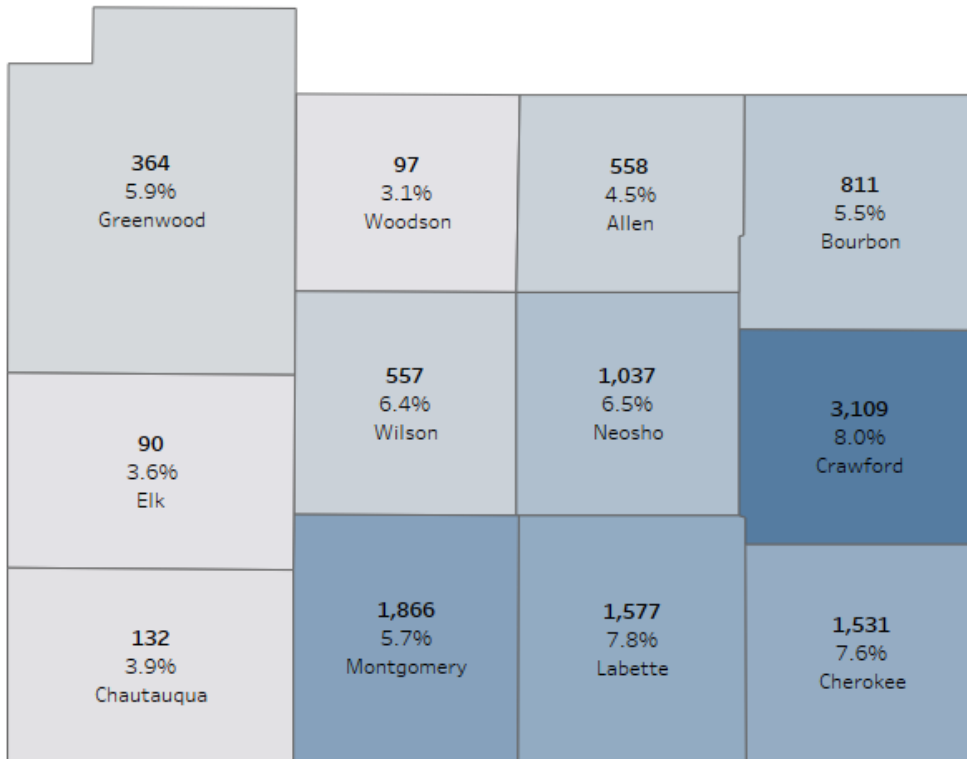 364
5.9%
Greenwood
97
3.1%
Woodson
558
4.5%
Allen
811
5.5%
Bourbon
557
6.4%
Wilson
1,037
6.5%
Neosho
3,109
8.0%
Crawford
90
3.6%
Elk
132
3.9%
Chautauqua
1,866
5.7%
Montgomery
1,577
7.8%
Labette
1,531
7.6%
Cherokee